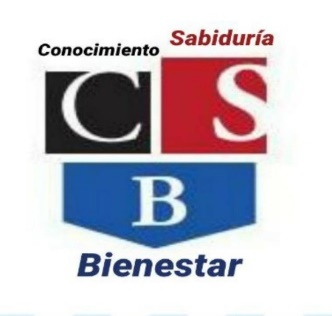 Conocimiento
Sabiduría
C S
B
Bienestar